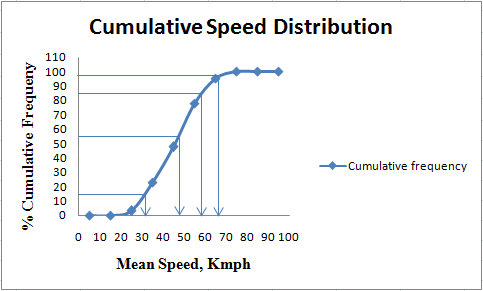 Cumulative Speed Distribution
110
100
90
80
70
60
50
40
30
20
10
0
% Cumulative Frequeny
0 10 20 30 40 50 60 70 80 90 100
Mean Speed, Kmph
Cumulative frequency